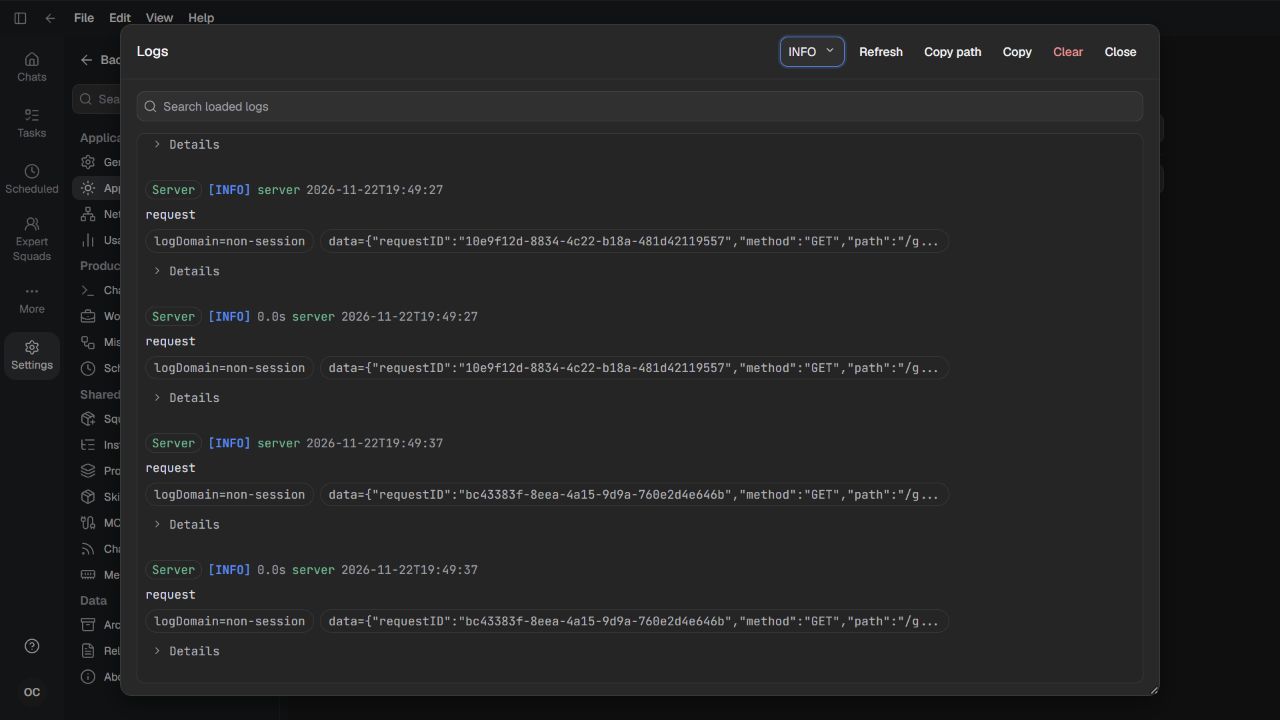 File Edit View Help
Logs
INFO
Refresh
Copy path
Copy
Clear
Close
Search loaded logs
Chats
Tasks
Scheduled
Expert
Squads
More
Settings
OC
Data
Shared
Details
Server [INFO] server 2026-11-22T19:49:27
request
logDomain=non-session data={"requestID":"10e9f12d-8834-4c22-b18a-481d42119557","method":"GET","path":"/g...
Details
Server [INFO] 0.0s server 2026-11-22T19:49:27
request
logDomain=non-session data={"requestID":"10e9f12d-8834-4c22-b18a-481d42119557","method":"GET","path":"/g...
Details
Server [INFO] server 2026-11-22T19:49:37
request
logDomain=non-session data={"requestID":"bc43383f-8eea-4a15-9d9a-760e2d4e646b","method":"GET","path":"/g...
Details
Server [INFO] 0.0s server 2026-11-22T19:49:37
request
logDomain=non-session data={"requestID":"bc43383f-8eea-4a15-9d9a-760e2d4e646b","method":"GET","path":"/g...
Details